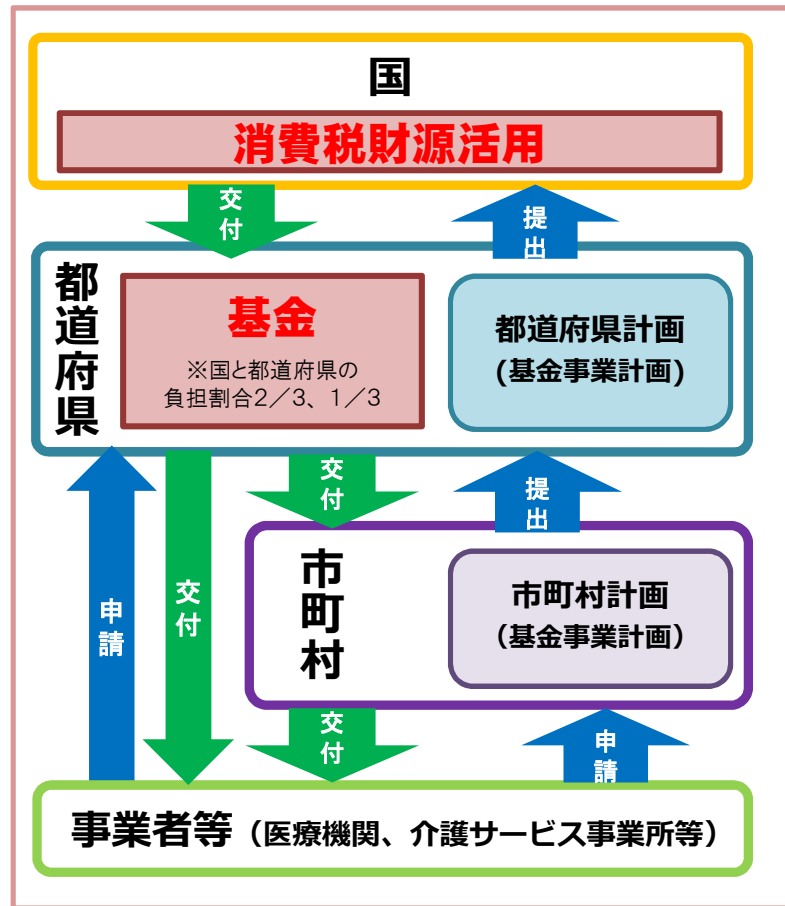 国
消費税財源活用
交付
提出
都道府県
基金
※国と都道府県の
負担割合2／3、1／3
都道府県計画
(基金事業計画)
申請
交付
交付
提出
市町村
市町村計画
（基金事業計画）
交付
申請
事業者等（医療機関、介護サービス事業所等）